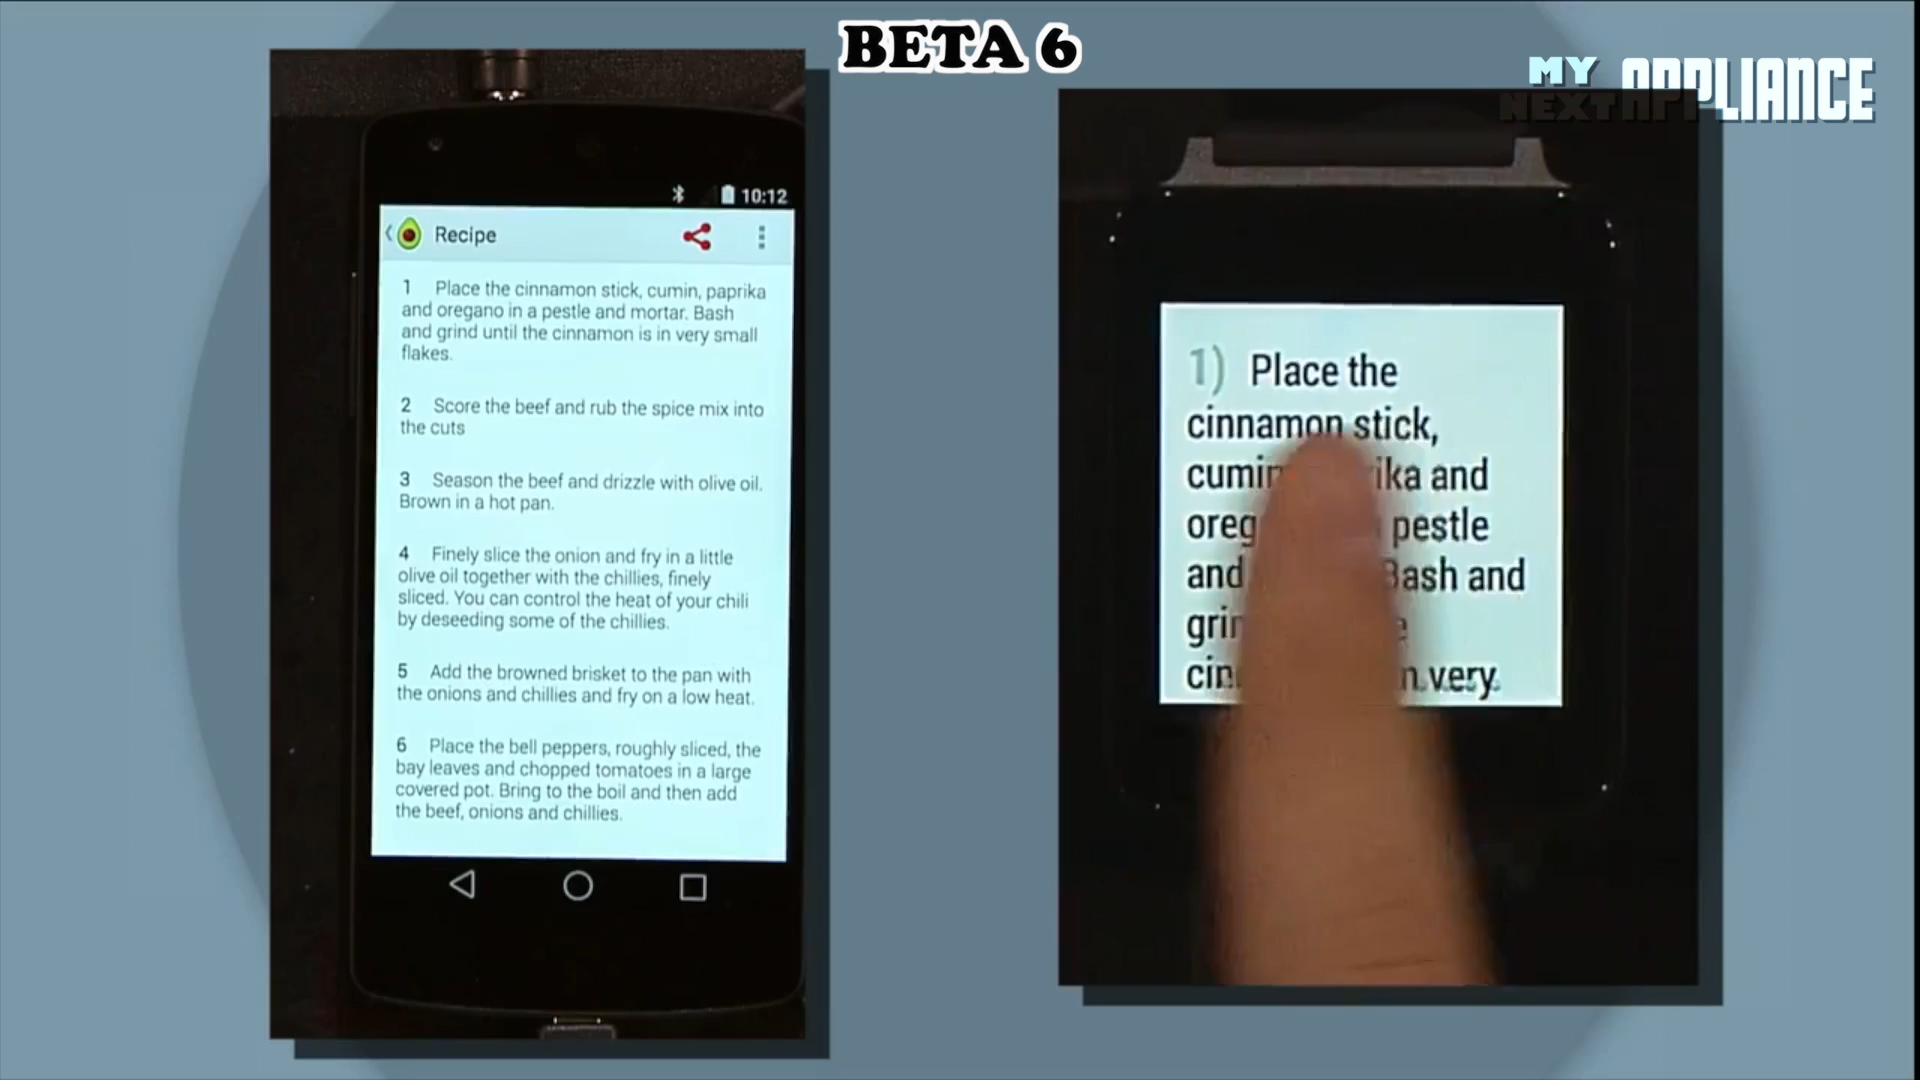 BETA 6
MY
NEXT APPLIANCE
10:12
Recipe
1 Place the cinnamon stick, cumin, paprika
and oregano in a pestle and mortar. Bash
and grind until the cinnamon is in very small
flakes.
2 Score the beef and rub the spice mix into
the cuts
3 Season the beef and drizzle with olive oil.
Brown in a hot pan.
4 Finely slice the onion and fry in a little
olive oil together with the chillies, finely
sliced. You can control the heat of your chili
by deseeding some of the chillies.
5 Add the browned brisket to the pan with
the onions and chillies and fry on a low heat.
6 Place the bell peppers, roughly sliced, the
bay leaves and chopped tomatoes in a large
covered pot. Bring to the boil and then add
the beef, onions and chillies.
1) Place the
cinnamon stick,
and
pestle
and Bash and
very